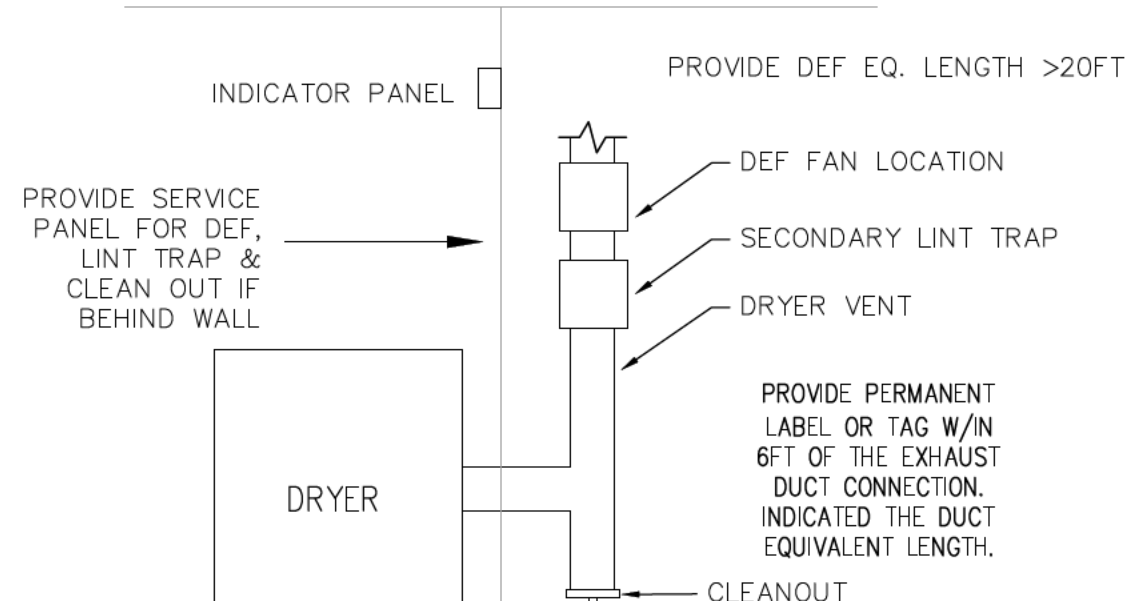 PROVIDE DEF EQ. LENGTH >20FT
INDICATOR PANEL
DEF FAN LOCATION
PROVIDE SERVICE
PANEL FOR DEF,
LINT TRAP &
CLEAN OUT IF
BEHIND WALL
SECONDARY LINT TRAP
DRYER VENT
PROVIDE PERMANENT
LABEL OR TAG W/IN
6FT OF THE EXHAUST
DUCT CONNECTION.
INDICATED THE DUCT
EQUIVALENT LENGTH.
DRYER
CLEANOUT